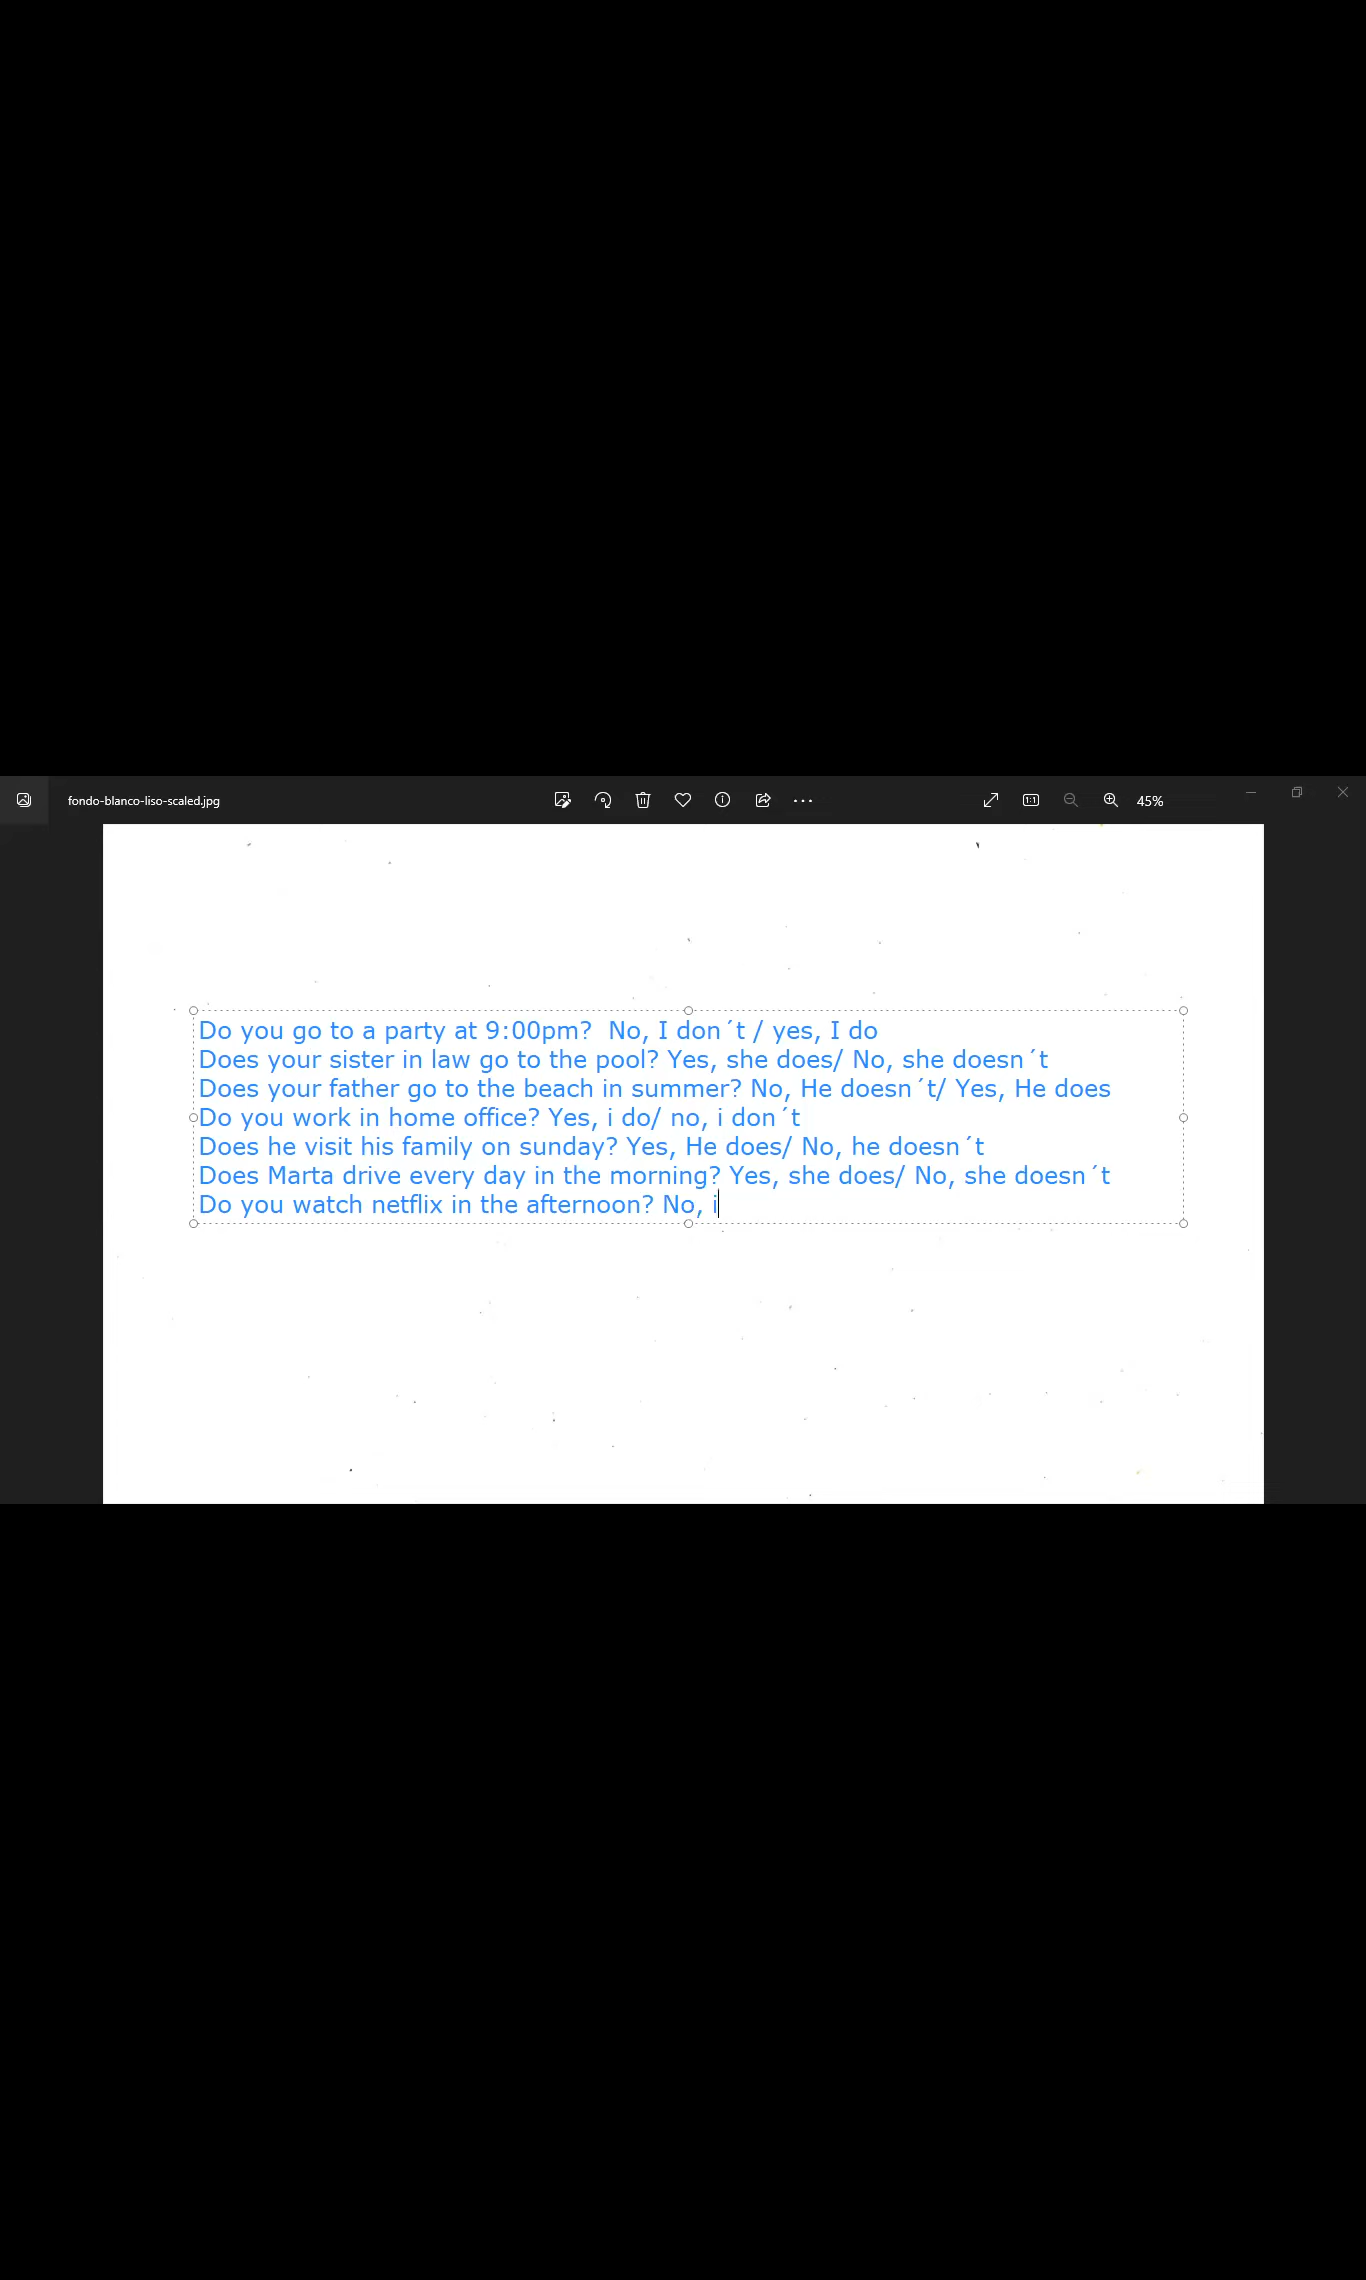 fondo-blanco-liso-scaled.jpg
45%
Do you go to a party at 9:00pm?  No, I don´t / yes, I do
Does your sister in law go to the pool? Yes, she does/ No, she doesn´t
Does your father go to the beach in summer? No, He doesn´t/ Yes, He does
Do you work in home office? Yes, i do/ no, i don´t
Does he visit his family on sunday? Yes, He does/ No, he doesn´t
Does Marta drive every day in the morning? Yes, she does/ No, she doesn´t
Do you watch netflix in the afternoon? No, i